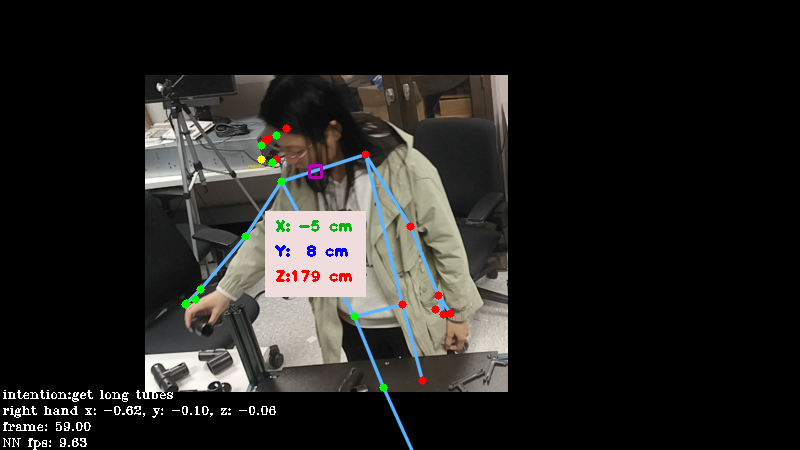 X: -5 cm
Y: 8 cm
Z:179 cm
intention:get long tubes
right hand x: -0.62, y: -0.10, z: -0.06
frame: 59.00
NN fps: 9.63